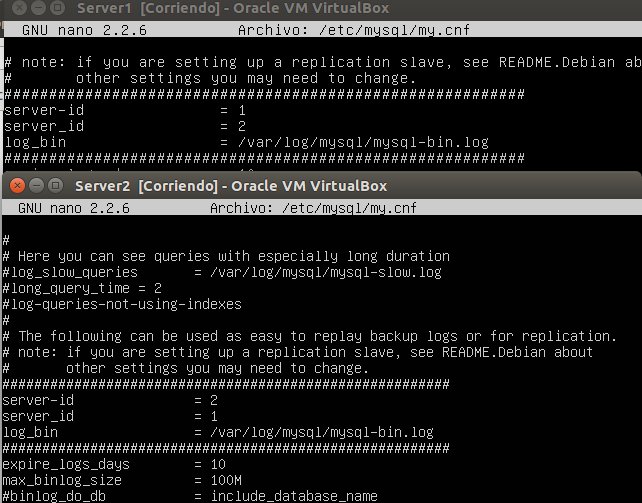 Server1 [Corriendo] - Oracle VM VirtualBox
GNU nano 2.2.6 Archivo: /etc/mysql/my.cnf
# note: if you are setting up a replication slave, see README.Debian ab
# other settings you may need to change.
#########################################################
server-id = 1
server_id = 2
log_bin = /var/log/mysql/mysql-bin.log
#########################################################
Server2 [Corriendo] - Oracle VM VirtualBox
GNU nano 2.2.6 Archivo: /etc/mysql/my.cnf
#
# Here you can see queries with especially long duration
#log_slow_queries = /var/log/mysql/mysql-slow.log
#long_query_time = 2
#log-queries-not-using-indexes
#
# The following can be used as easy to replay backup logs or for replication.
# note: if you are setting up a replication slave, see README.Debian about
# other settings you may need to change.
########################################################
server-id = 2
server_id = 1
log_bin = /var/log/mysql/mysql-bin.log
########################################################
expire_logs_days = 10
max_binlog_size = 100M
#binlog_do_db = include_database_name